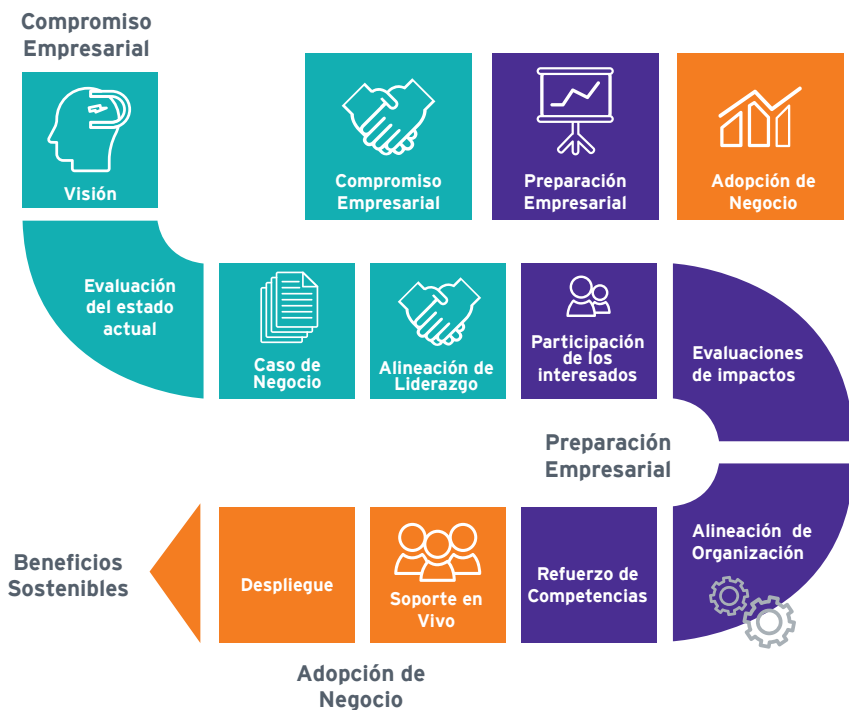 Compromiso
Empresarial
Visión
Compromiso
Empresarial
Preparación
Empresarial
Adopción de
Negocio
Evaluación
del estado
actual
Caso de
Negocio
Alineación de
Liderazgo
Participación
de los
interesados
Evaluaciones
de impactos
Preparación
Empresarial
Alineación de
Organización
Refuerzo de
Competencias
Soporte en
Vivo
Despliegue
Beneficios
Sostenibles
Adopción de
Negocio